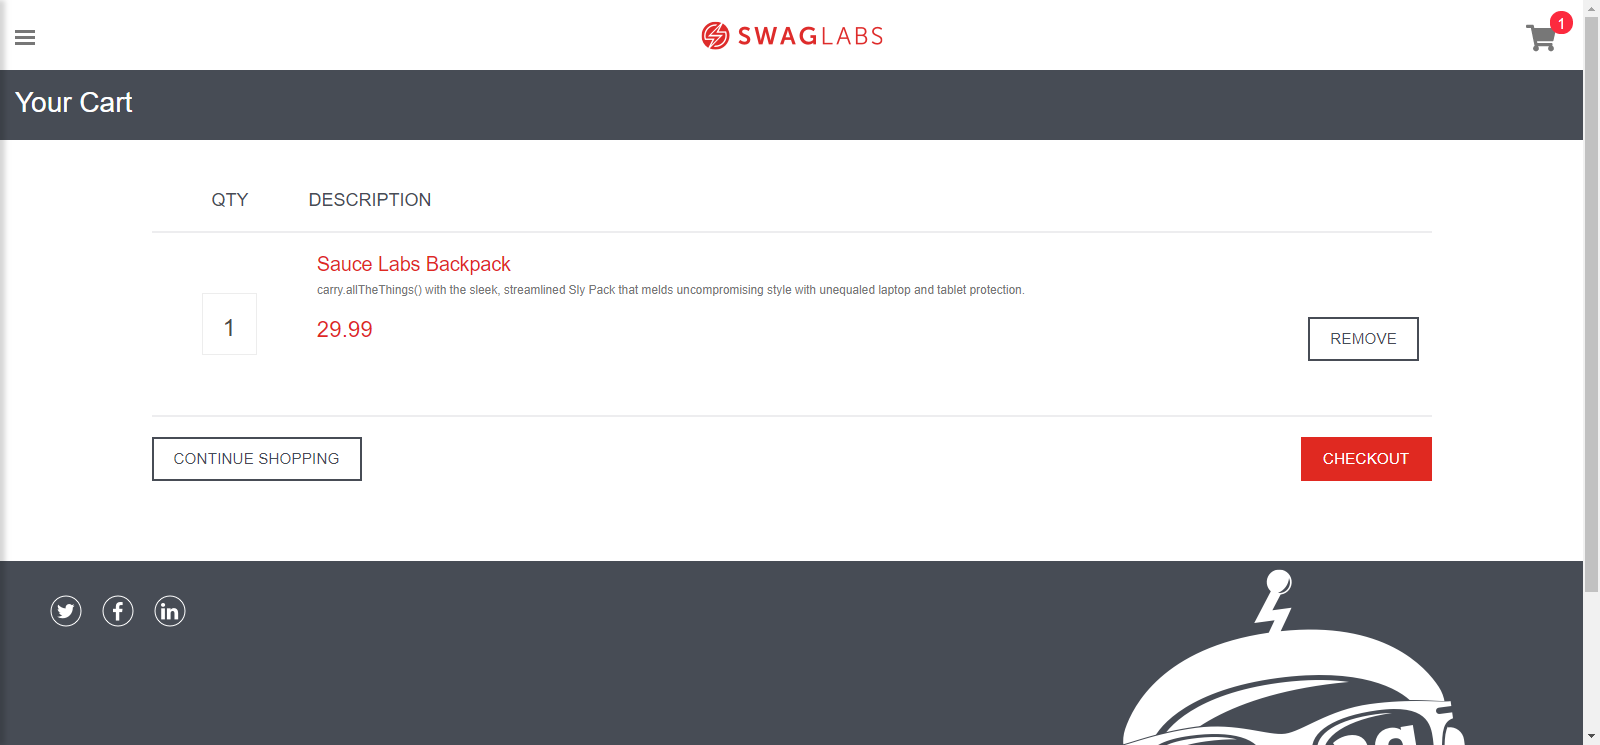 SWAGLABS
1
Your Cart
QTY DESCRIPTION
Sauce Labs Backpack
carry.allTheThings() with the sleek, streamlined Sly Pack that melds uncompromising style with unequaled laptop and tablet protection.
1
29.99
REMOVE
CONTINUE SHOPPING
CHECKOUT